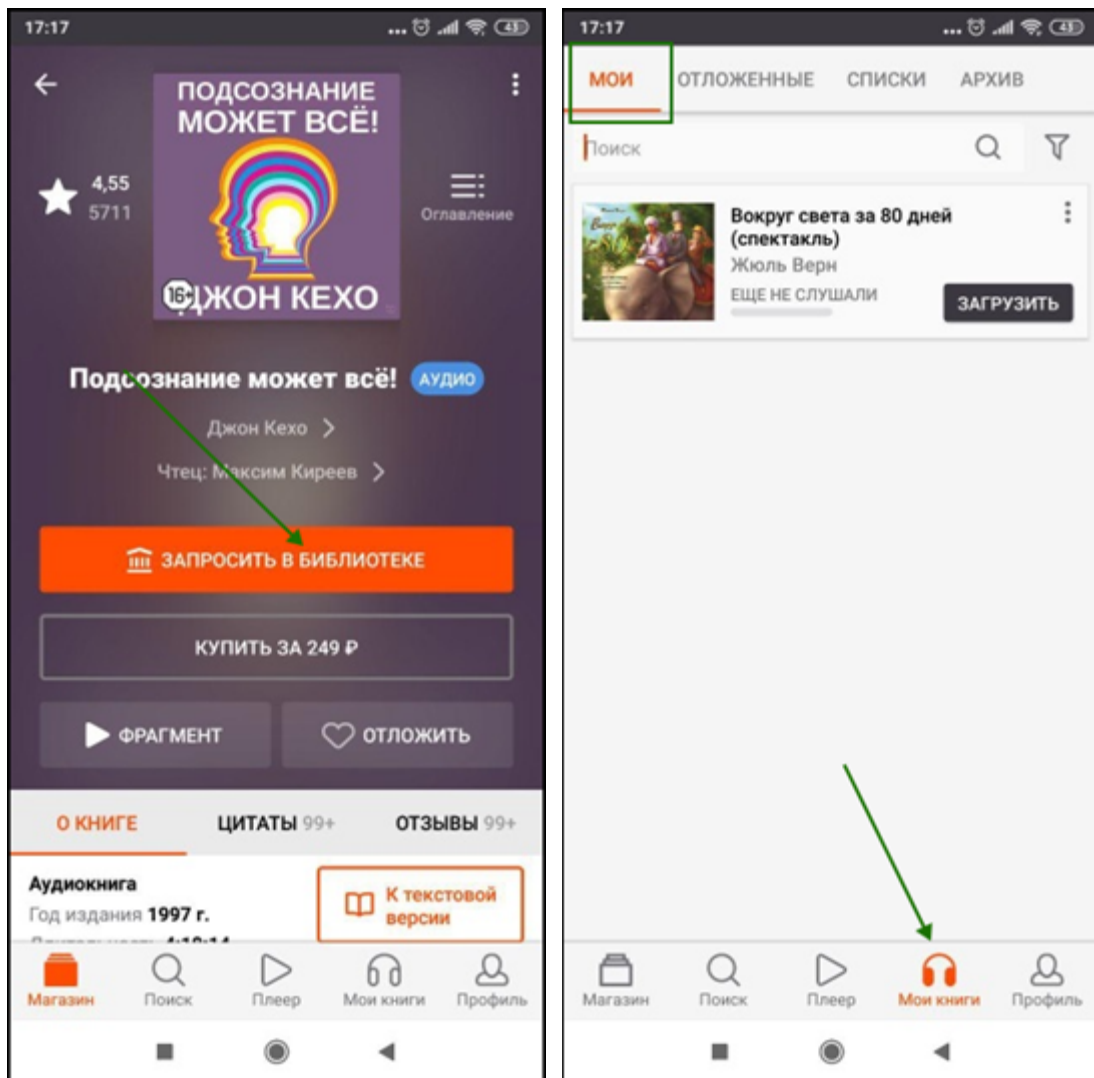 17:17
... 43
ПОДСОЗНАНИЕ
МОЖЕТ ВСЁ!
4,55
5711
Оглавление
16+
ДЖОН КЕХО
Подсознание может всё! АУДИО
Джон Кехо
Чтец: Максим Киреев
ЗАПРОСИТЬ В БИБЛИОТЕКЕ
КУПИТЬ ЗА 249 ₽
ФРАГМЕНТ
ОТЛОЖИТЬ
О КНИГЕ ЦИТАТЫ 99+ ОТЗЫВЫ 99+
Аудиокнига
Год издания 1997 г.
К текстовой
версии
Магазин Поиск Плеер Мои книги Профиль
17:17
... 43
МОИ ОТЛОЖЕННЫЕ СПИСКИ АРХИВ
Поиск
Вокруг света за 80 дней
(спектакль)
Жюль Верн
ЕЩЕ НЕ СЛУШАЛИ
ЗАГРУЗИТЬ
Магазин Поиск Плеер Мои книги Профиль